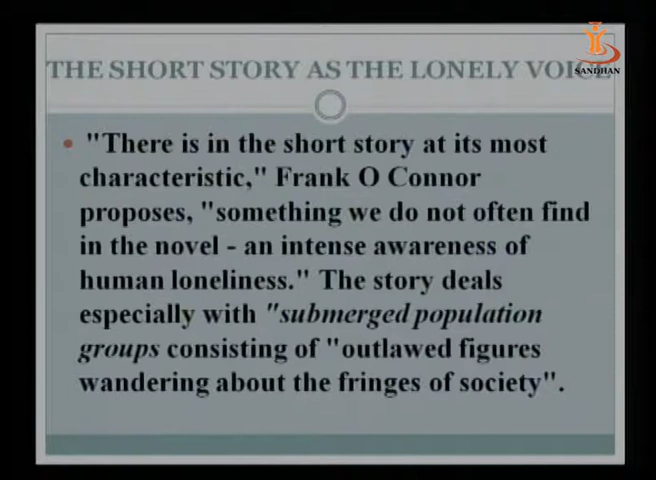 THE SHORT STORY AS THE LONELY VOICE
SANDHAN
"There is in the short story at its most
characteristic," Frank O Connor
proposes, "something we do not often find
in the novel - an intense awareness of
human loneliness." The story deals
especially with "submerged population
groups consisting of "outlawed figures
wandering about the fringes of society".